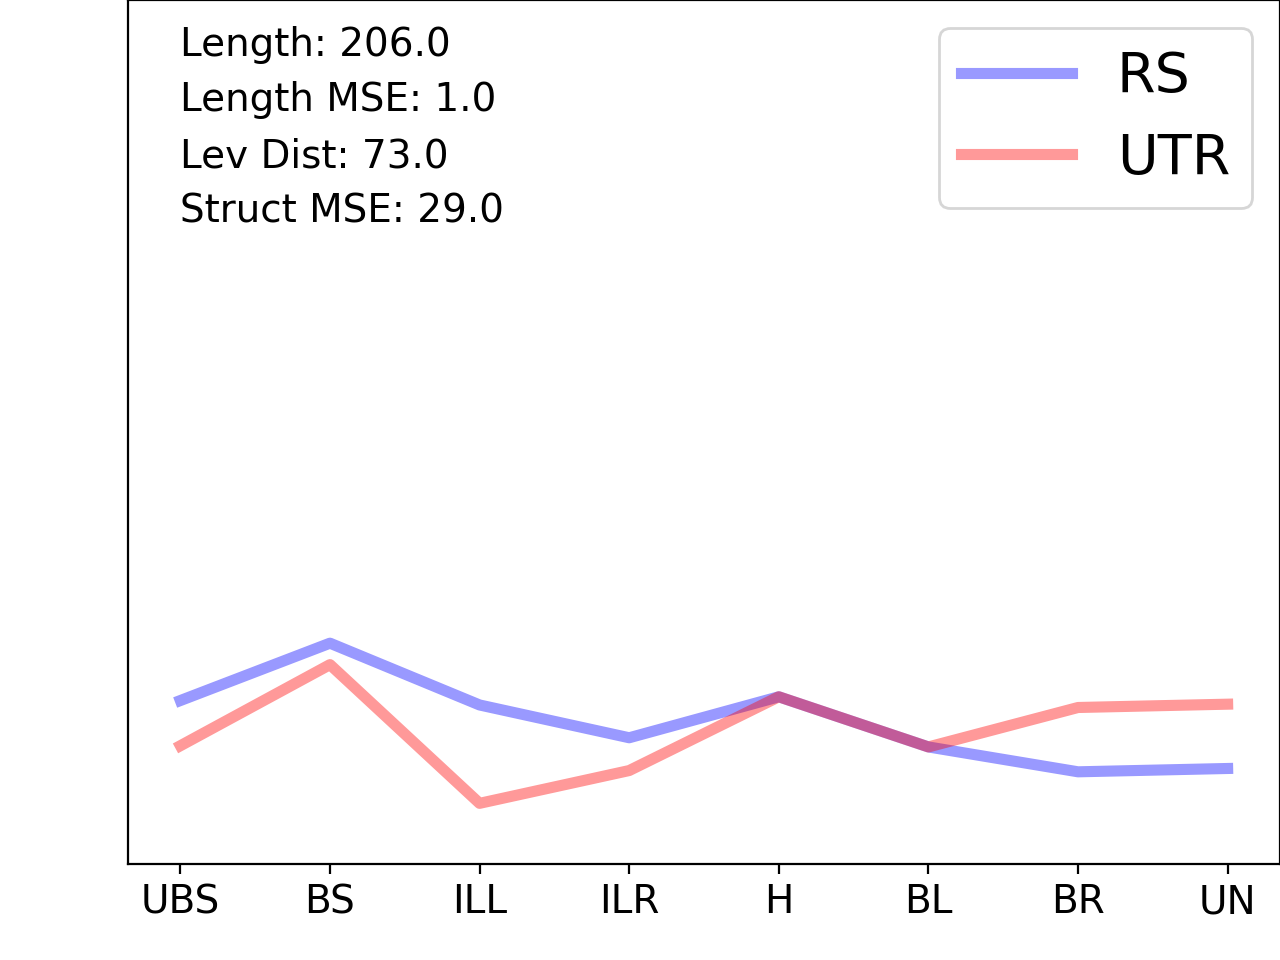 Length: 206.0
Length MSE: 1.0
Lev Dist: 73.0
Struct MSE: 29.0
RS
UTR
UBS BS ILL ILR H BL BR UN